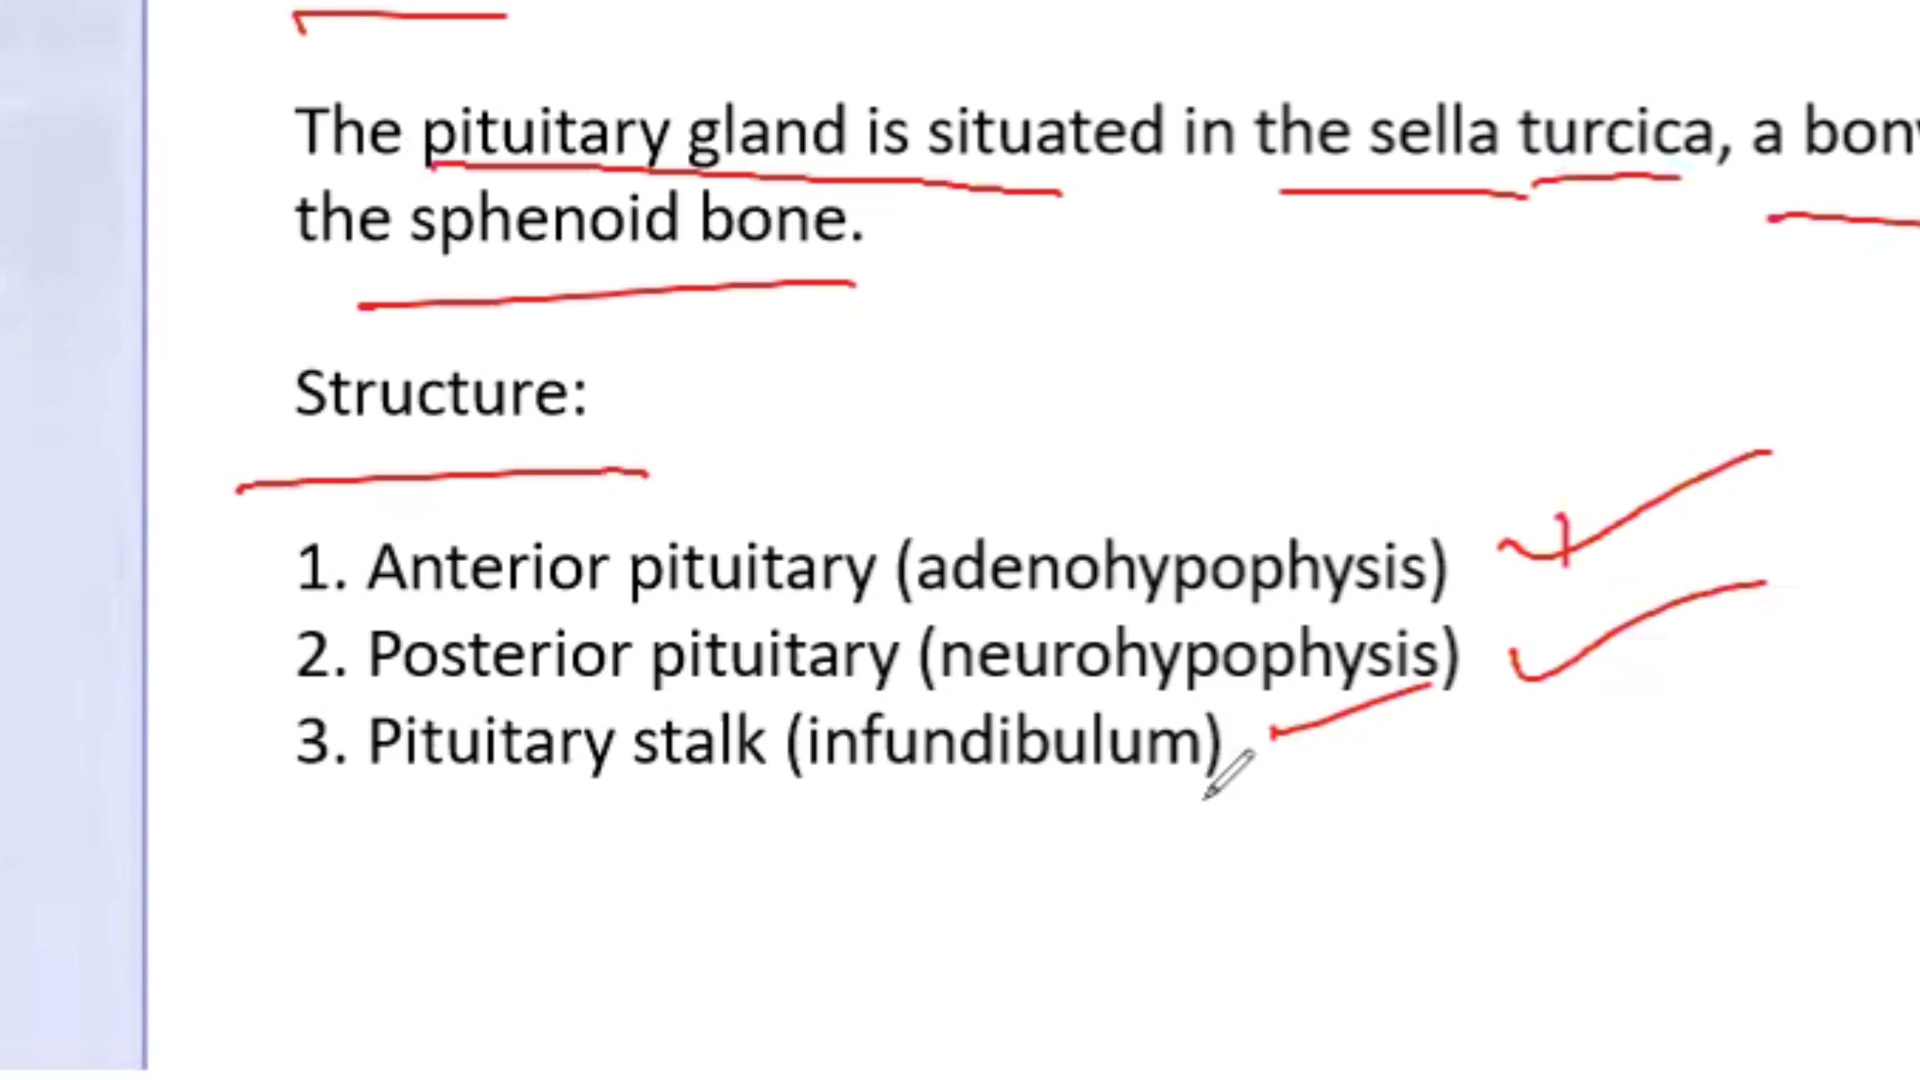 The pituitary gland is situated in the sella turcica, a
the sphenoid bone.
Structure:
1. Anterior pituitary (adenohypophysis)
2. Posterior pituitary (neurohypophysis)
3. Pituitary stalk (infundibulum)